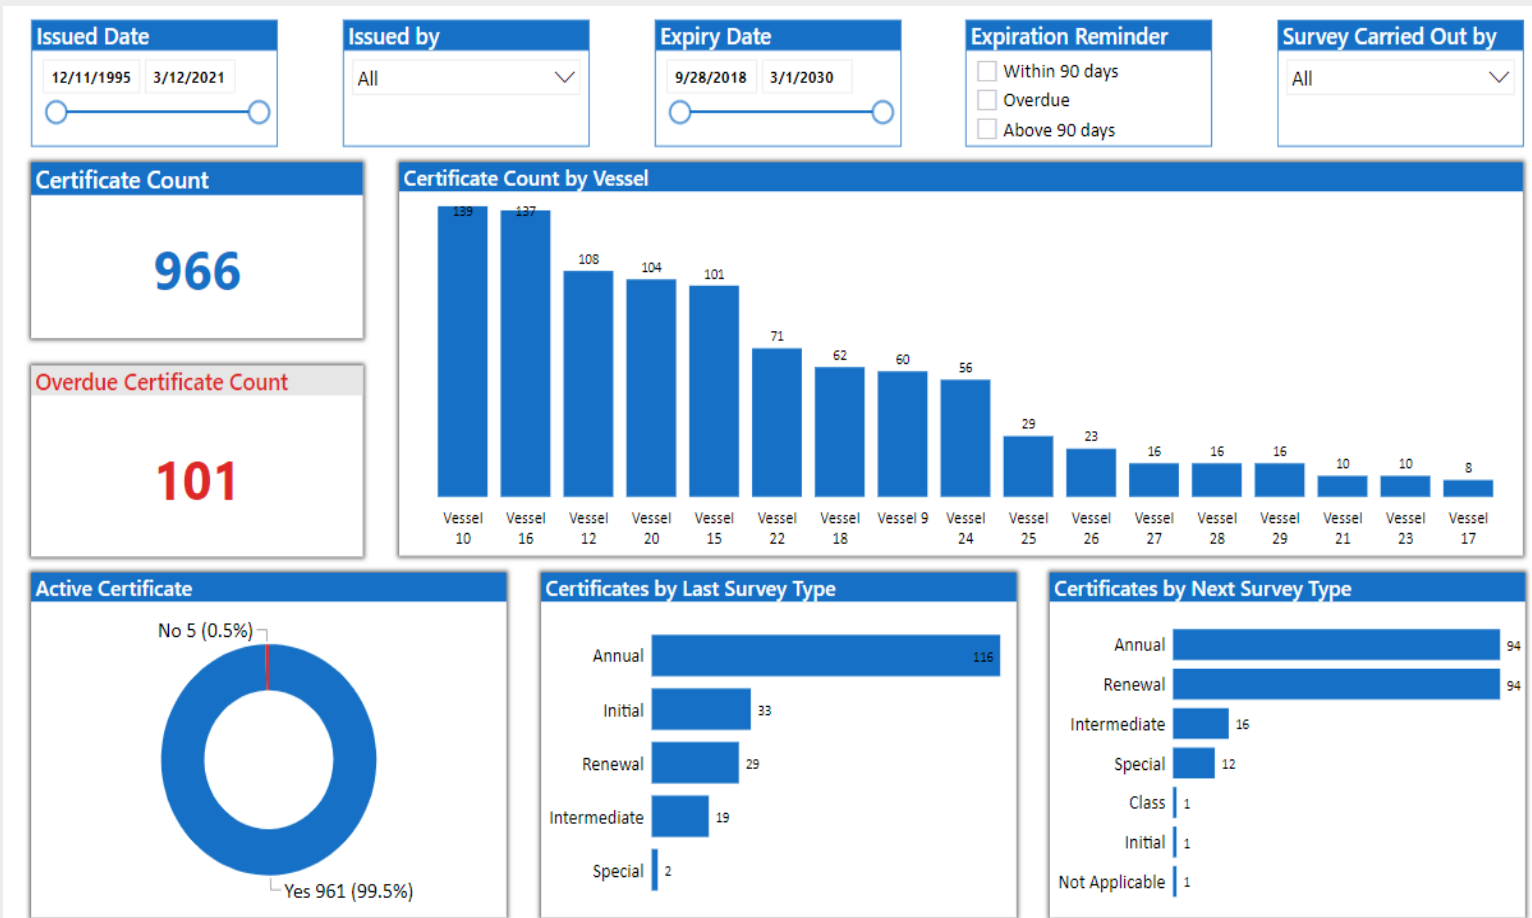 Issued Date
12/11/1995 3/12/2021
Issued by
All
Expiry Date
9/28/2018 3/1/2030
Expiration Reminder
Within 90 days
Overdue
Above 90 days
Survey Carried Out by
All
Certificate Count
966
Overdue Certificate Count
101
Certificate Count by Vessel
139 137 108 104 101 71 62 60 56 29 23 16 16 16 10 10 8
Vessel Vessel Vessel Vessel Vessel Vessel Vessel Vessel 9 Vessel Vessel Vessel Vessel Vessel Vessel Vessel Vessel Vessel
10 16 12 20 15 22 18 24 25 26 27 28 29 21 23 17
Active Certificate
No 5 (0.5%)
Yes 961 (99.5%)
Certificates by Last Survey Type
Annual 116
Initial 33
Renewal 29
Intermediate 19
Special 2
Certificates by Next Survey Type
Annual 94
Renewal 94
Intermediate 16
Special 12
Class 1
Initial 1
Not Applicable 1